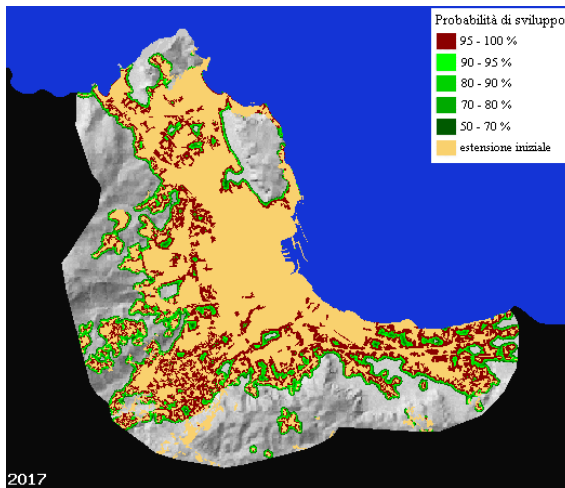 Probabilità di sviluppo
95 - 100 %
90 - 95 %
80 - 90 %
70 - 80 %
50 - 70 %
estensione iniziale
2017